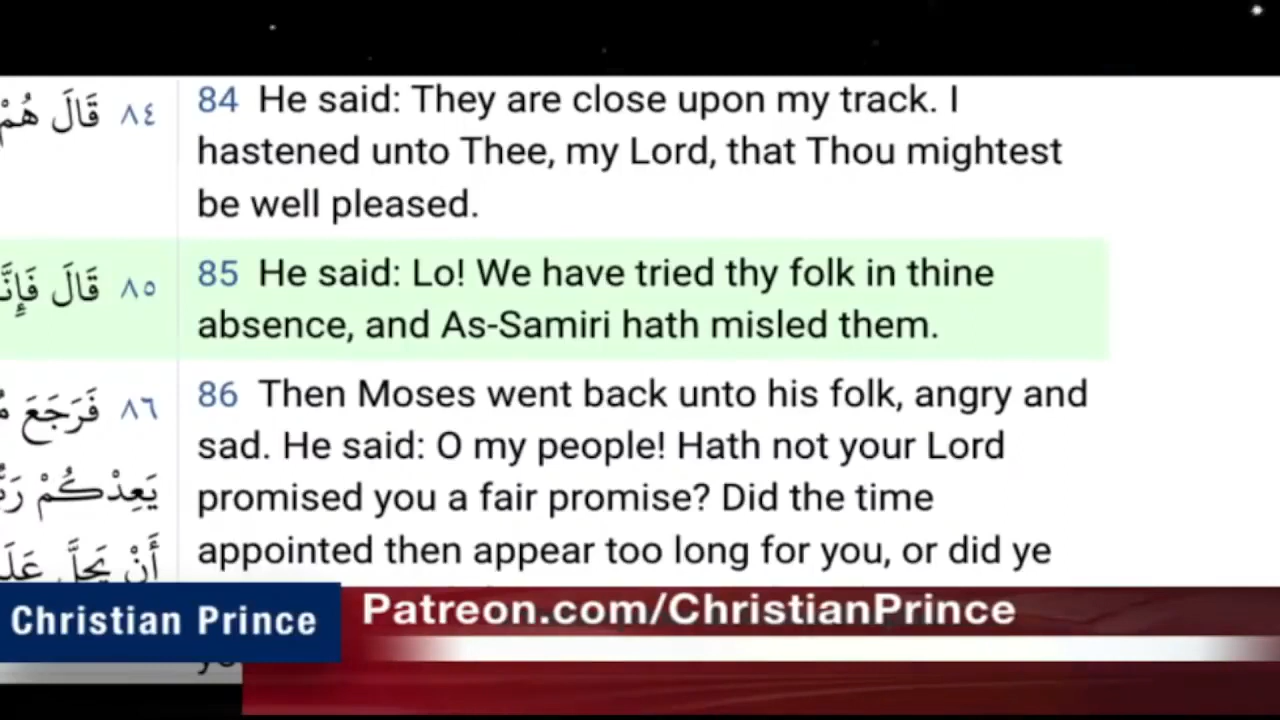 84 He said: They are close upon my track. I
hastened unto Thee, my Lord, that Thou mightest
be well pleased.
قَالَ هُمْ ٨٤
85 He said: Lo! We have tried thy folk in thine
absence, and As-Samiri hath misled them.
قَالَ فَإِنَّ ٨٥
86 Then Moses went back unto his folk, angry and
sad. He said: O my people! Hath not your Lord
promised you a fair promise? Did the time
appointed then appear too long for you, or did ye
فَرَجَعَ ٨٦
يَعِدْكُمْ
أَنْ يَحِلَّ
Christian Prince
Patreon.com/ChristianPrince